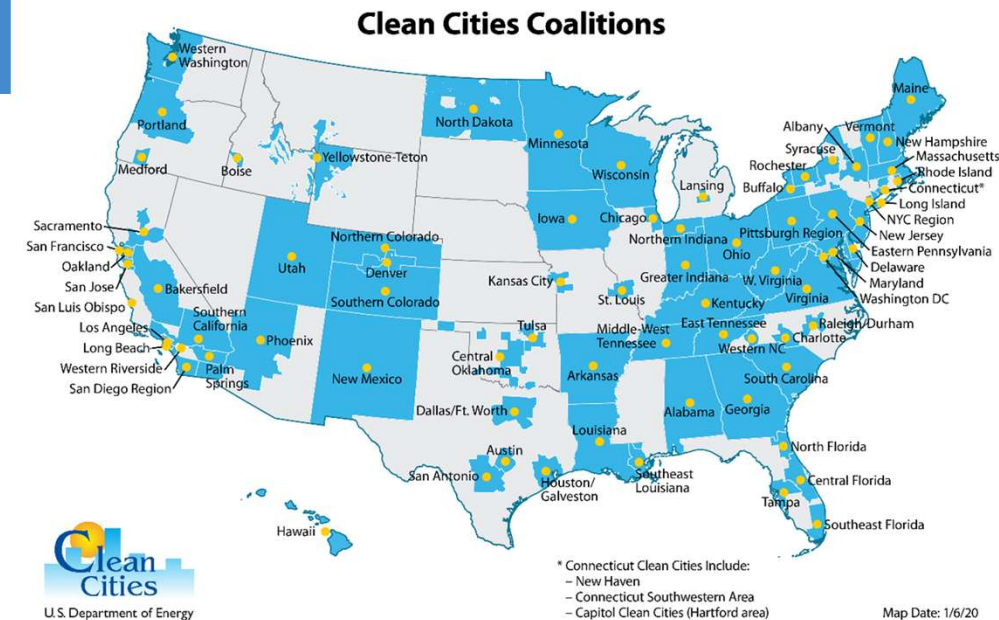 Clean Cities Coalitions
Western
Washington
Portland
Medford
Boise
Yellowstone-Teton
North Dakota
Minnesota
Wisconsin
Iowa
Chicago
Lansing
Northern Indiana
Greater Indiana
Ohio
Pittsburgh Region
W. Virginia
Virginia
Kentucky
Maine
Albany
Vermont
Syracuse
New Hampshire
Massachusetts
Rochester
Rhode Island
Buffalo
Connecticut*
Long Island
NYC Region
New Jersey
Eastern Pennsylvania
Delaware
Maryland
Washington DC
Sacramento
San Francisco
Oakland
San Jose
San Luis Obispo
Bakersfield
Los Angeles
Southern
California
Long Beach
Western Riverside
San Diego Region
Palm
Springs
Utah
Phoenix
Northern Colorado
Denver
Southern Colorado
New Mexico
Kansas City
St. Louis
Tulsa
Central
Oklahoma
Arkansas
Middle-West
Tennessee
East Tennessee
Western NC
Raleigh/Durham
Charlotte
South Carolina
Georgia
Alabama
Dallas/Ft. Worth
Austin
San Antonio
Houston/
Galveston
Louisiana
Southeast
Louisiana
North Florida
Central Florida
Tampa
Southeast Florida
Hawaii
Clean
Cities
U.S. Department of Energy
* Connecticut Clean Cities Include:
– New Haven
– Connecticut Southwestern Area
– Capitol Clean Cities (Hartford area)
Map Date: 1/6/20